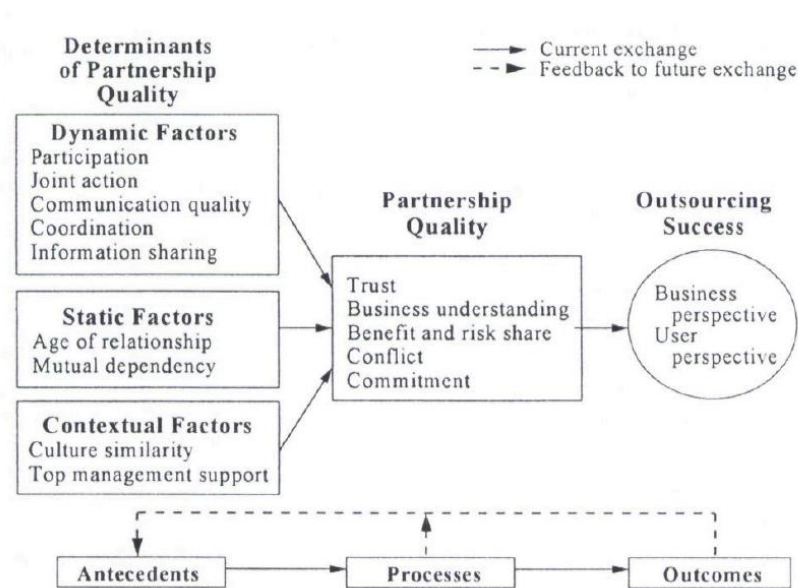 Determinants
of Partnership
Quality
Current exchange
Feedback to future exchange
Dynamic Factors
Participation
Joint action
Communication quality
Coordination
Information sharing
Static Factors
Age of relationship
Mutual dependency
Contextual Factors
Culture similarity
Top management support
Partnership
Quality
Trust
Business understanding
Benefit and risk share
Conflict
Commitment
Outsourcing
Success
Business
perspective
User
perspective
Antecedents
Processes
Outcomes